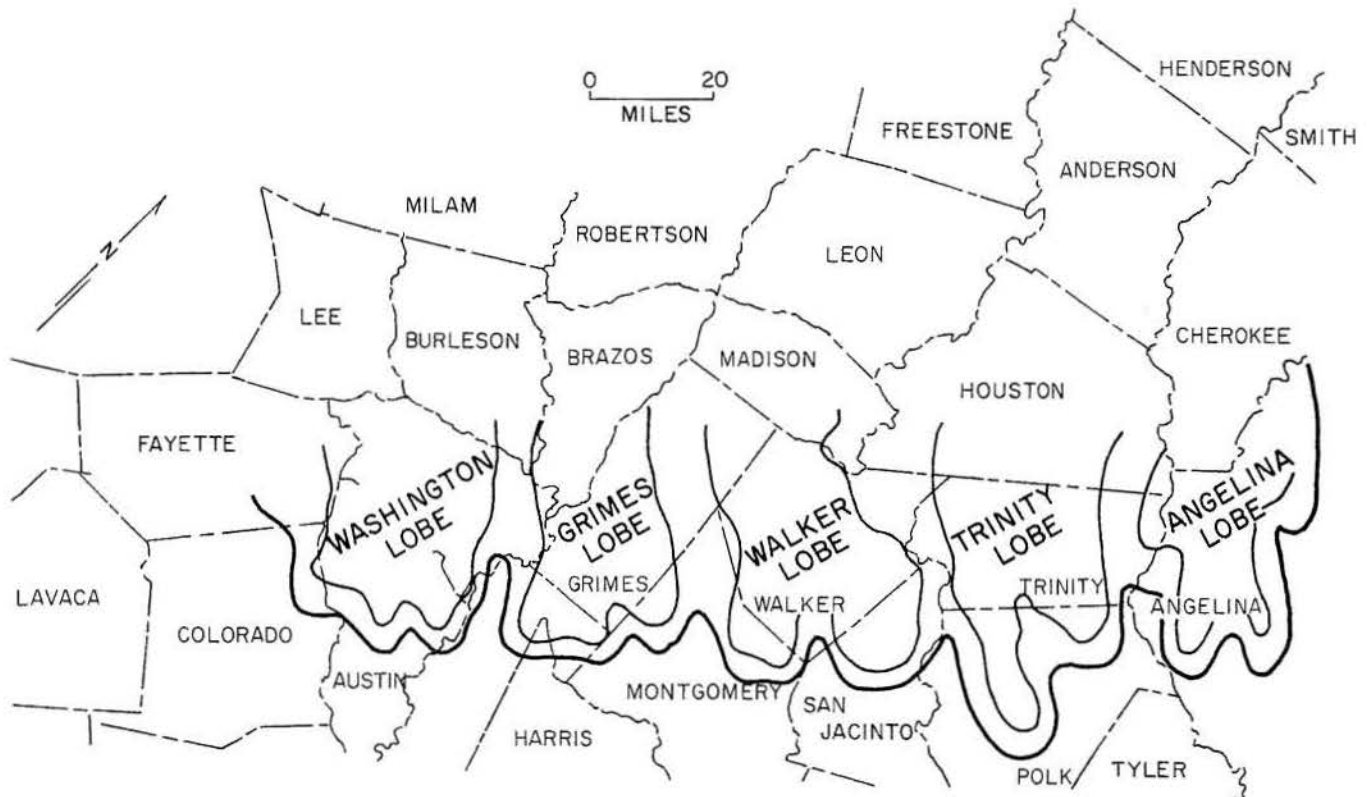 0 20
MILES
HENDERSON
FREESTONE
SMITH
ANDERSON
N
MILAM
ROBERTSON
LEON
LEE
BURLESON
BRAZOS
MADISON
CHEROKEE
HOUSTON
FAYETTE
WASHINGTON
LOBE
GRIMES
LOBE
WALKER
LOBE
TRINITY
LOBE
ANGELINA
LOBE
GRIMES
TRINITY
LAVACA
WALKER
ANGELINA
COLORADO
AUSTIN
MONTGOMERY
SAN
JACINTO
HARRIS
POLK
TYLER